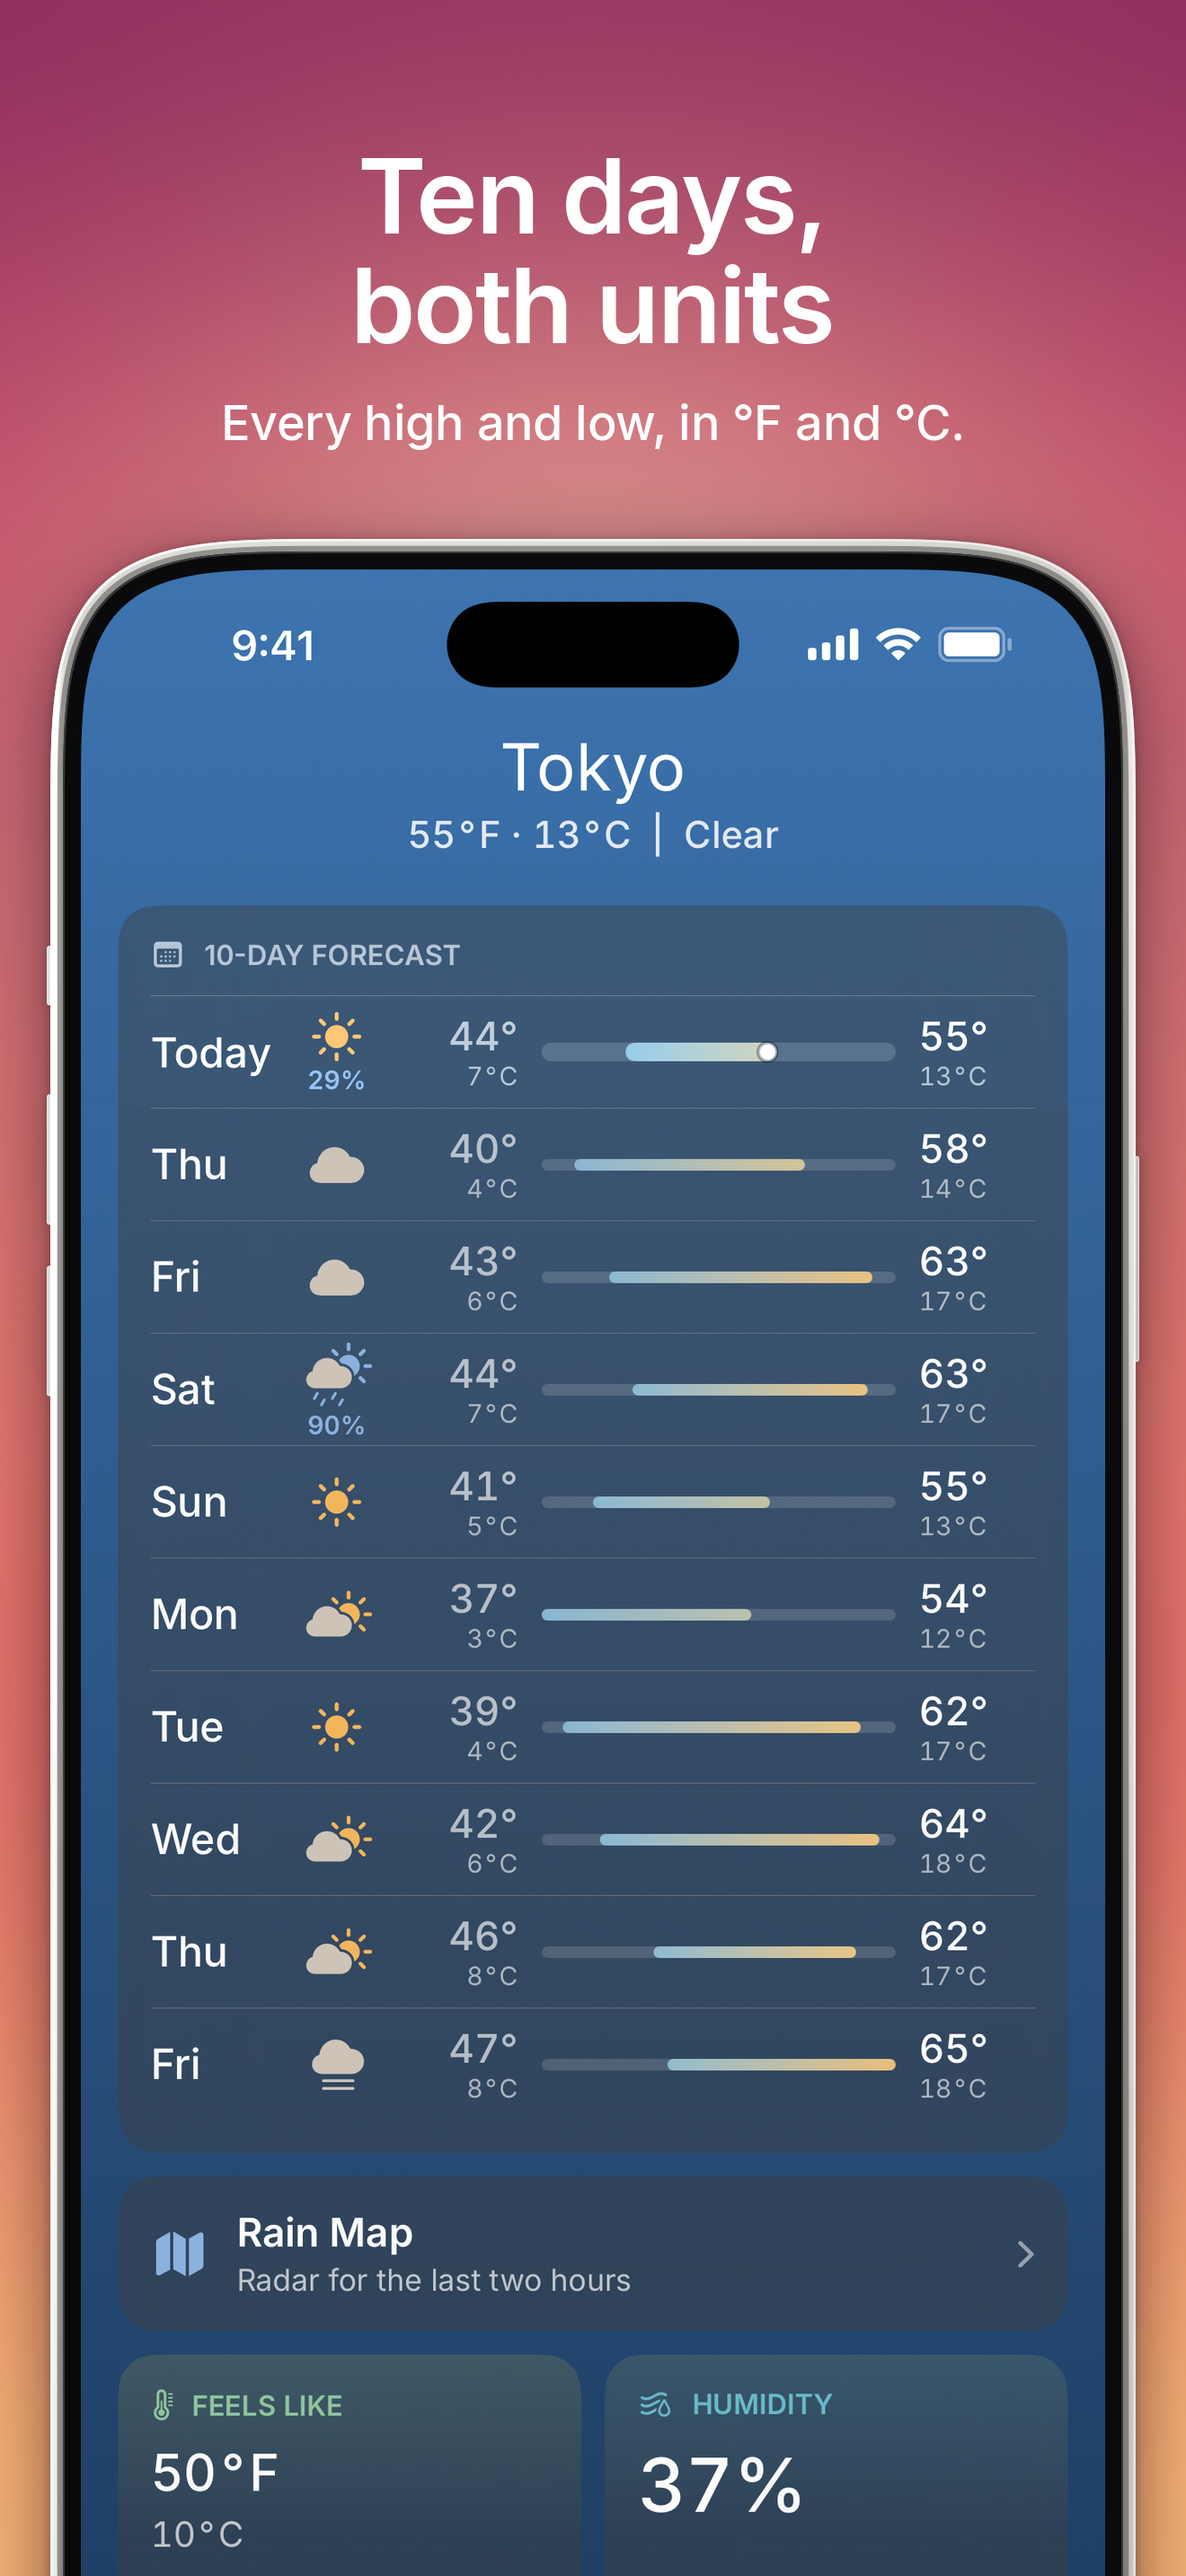 Ten days,
both units
Every high and low, in °F and °C.
9:41
Tokyo
55°F · 13°C | Clear
10-DAY FORECAST
Today 29% 44° 7°C 55° 13°C
Thu 40° 4°C 58° 14°C
Fri 43° 6°C 63° 17°C
Sat 90% 44° 7°C 63° 17°C
Sun 41° 5°C 55° 13°C
Mon 37° 3°C 54° 12°C
Tue 39° 4°C 62° 17°C
Wed 42° 6°C 64° 18°C
Thu 46° 8°C 62° 17°C
Fri 47° 8°C 65° 18°C
Rain Map
Radar for the last two hours
FEELS LIKE
50°F
10°C
HUMIDITY
37%